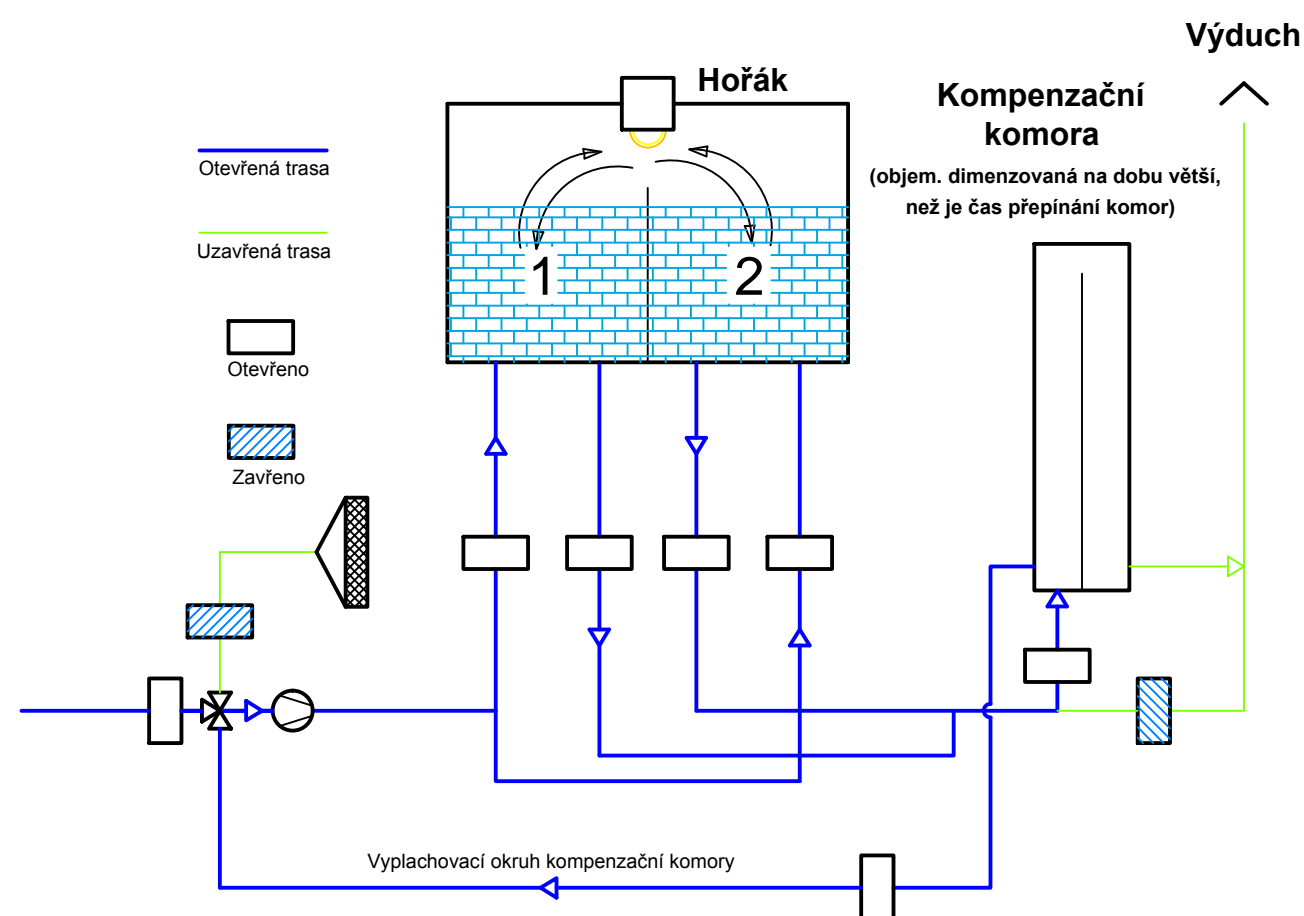 Výduch
Hořák
Kompenzační
komora
(objem. dimenzovaná na dobu větší,
než je čas přepínání komor)
Otevřená trasa
Uzavřená trasa
Otevřeno
Zavřeno
1
2
Vyplachovací okruh kompenzační komory